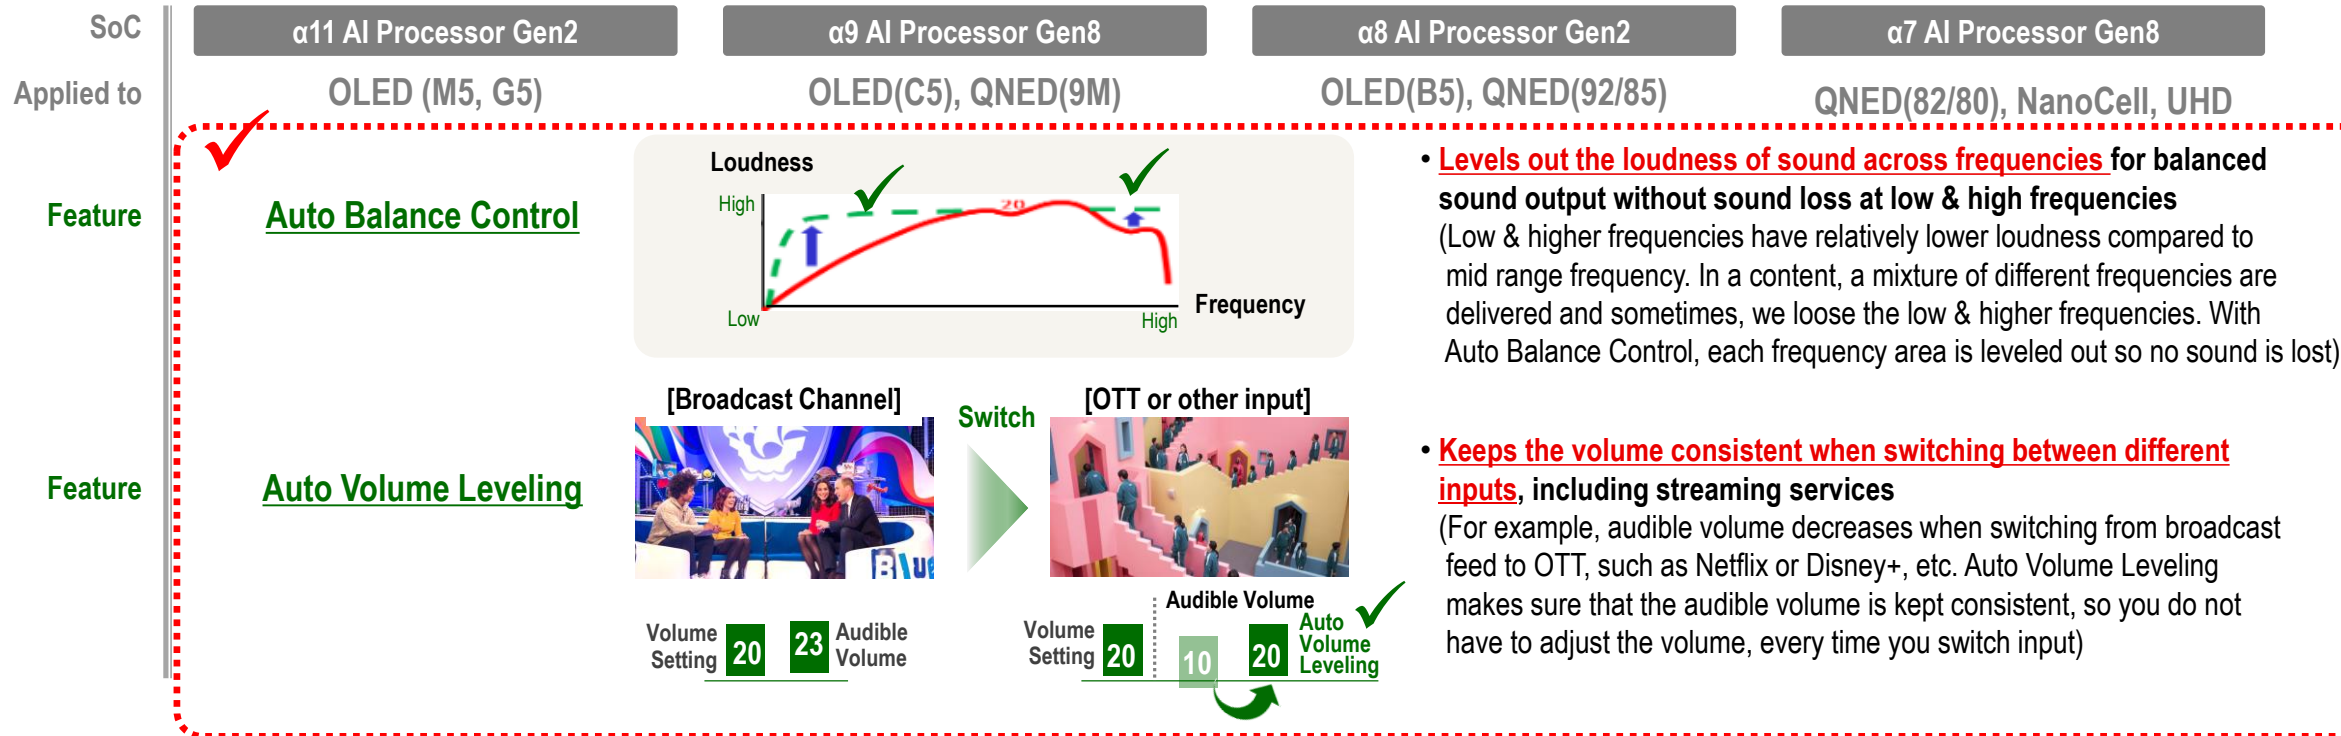 SoC
α11 AI Processor Gen2
α9 AI Processor Gen8
α8 AI Processor Gen2
α7 AI Processor Gen8
Applied to
OLED (M5, G5)
OLED(C5), QNED(9M)
OLED(B5), QNED(92/85)
QNED(82/80), NanoCell, UHD
Feature
Auto Balance Control
Loudness
High
20
Low
High
Frequency
• Levels out the loudness of sound across frequencies for balanced
sound output without sound loss at low & high frequencies
(Low & higher frequencies have relatively lower loudness compared to
mid range frequency. In a content, a mixture of different frequencies are
delivered and sometimes, we loose the low & higher frequencies. With
Auto Balance Control, each frequency area is leveled out so no sound is lost)
Feature
Auto Volume Leveling
[Broadcast Channel]
Switch
[OTT or other input]
Volume
Setting
20
23
Audible
Volume
Volume
Setting
20
Audible Volume
10
20
Auto
Volume
Leveling
• Keeps the volume consistent when switching between different
inputs, including streaming services
(For example, audible volume decreases when switching from broadcast
feed to OTT, such as Netflix or Disney+, etc. Auto Volume Leveling
makes sure that the audible volume is kept consistent, so you do not
have to adjust the volume, every time you switch input)